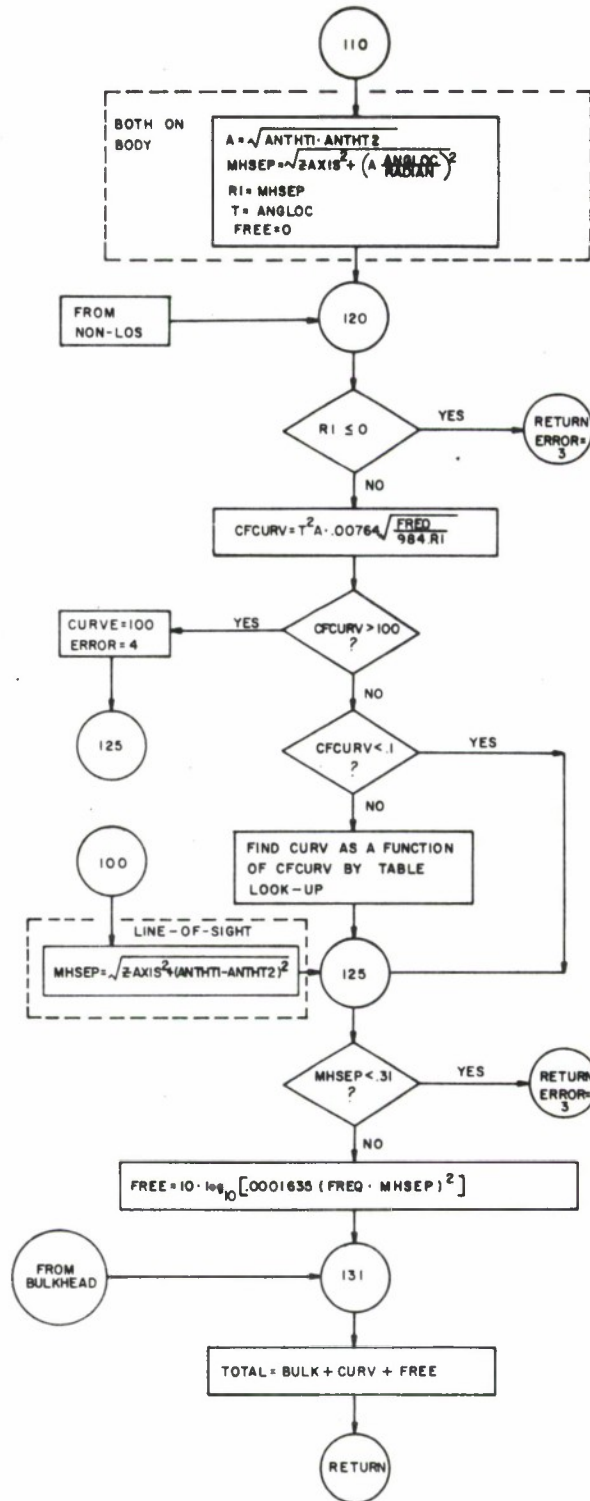 110
BOTH ON
BODY
A = √ANTHT1 · ANTHT2
MHSEP = √ZAXIS² + (A ANGLOC/RADIAN)²
R1 = MHSEP
T = ANGLOC
FREE = 0
FROM
NON-LOS
120
R1 ≤ 0
YES
RETURN
ERROR=
3
NO
CFCURV = T²A · .00764 √FREQ/984.R1
CURVE = 100
ERROR = 4
YES
CFCURV > 100
?
NO
125
CFCURV < .1
?
YES
NO
100
FIND CURV AS A FUNCTION
OF CFCURV BY TABLE
LOOK-UP
LINE-OF-SIGHT
MHSEP = √ZAXIS² + (ANTHT1 - ANTHT2)²
125
MHSEP < .31
?
YES
RETURN
ERROR=
3
NO
FREE = 10 · log₁₀ [.0001635 (FREQ · MHSEP)²]
FROM
BULKHEAD
131
TOTAL = BULK + CURV + FREE
RETURN